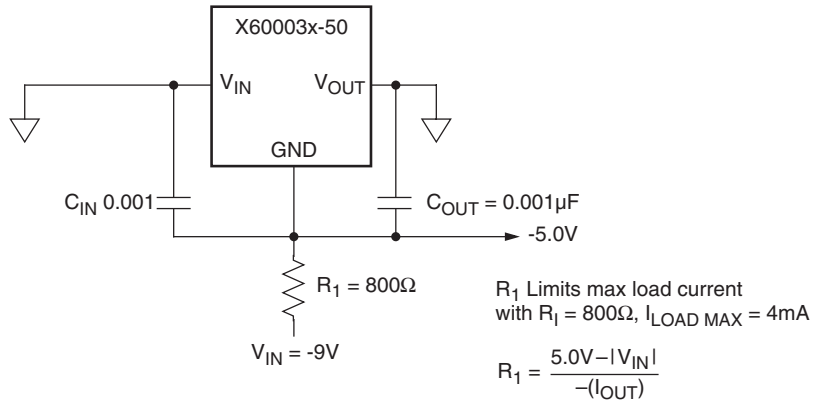 X60003x-50
V_IN V_OUT
GND
C_IN 0.001
C_OUT = 0.001µF
-5.0V
R_1 = 800Ω
V_IN = -9V
R_1 Limits max load current
with R_I = 800Ω, I_LOAD MAX = 4mA
R_1 = 5.0V–|V_IN| / –(I_OUT)